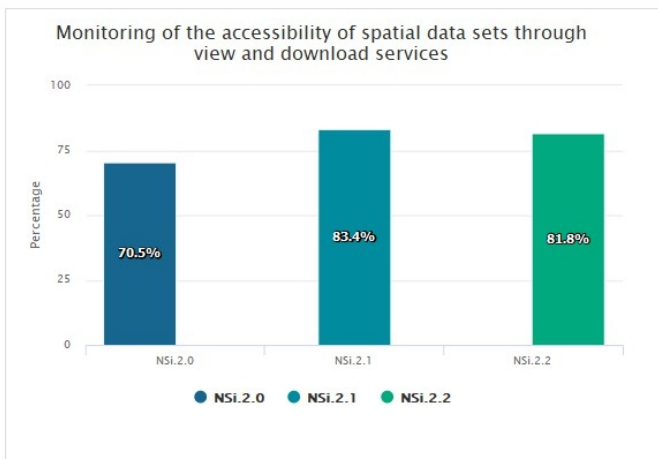 Monitoring of the accessibility of spatial data sets through
view and download services
Percentage
100
75
50
25
0
70.5%
83.4%
81.8%
NSi.2.0
NSi.2.1
NSi.2.2
NSi.2.0 NSi.2.1 NSi.2.2